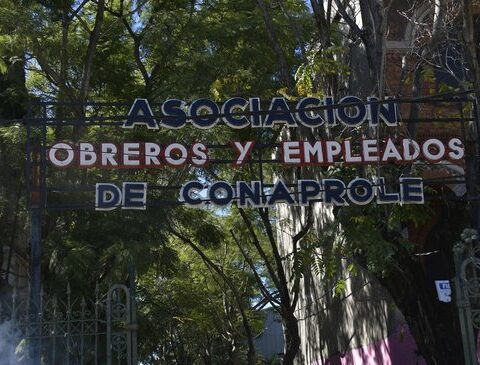 ASOCIACION
OBREROS Y EMPLEADOS
DE CONAPROLE